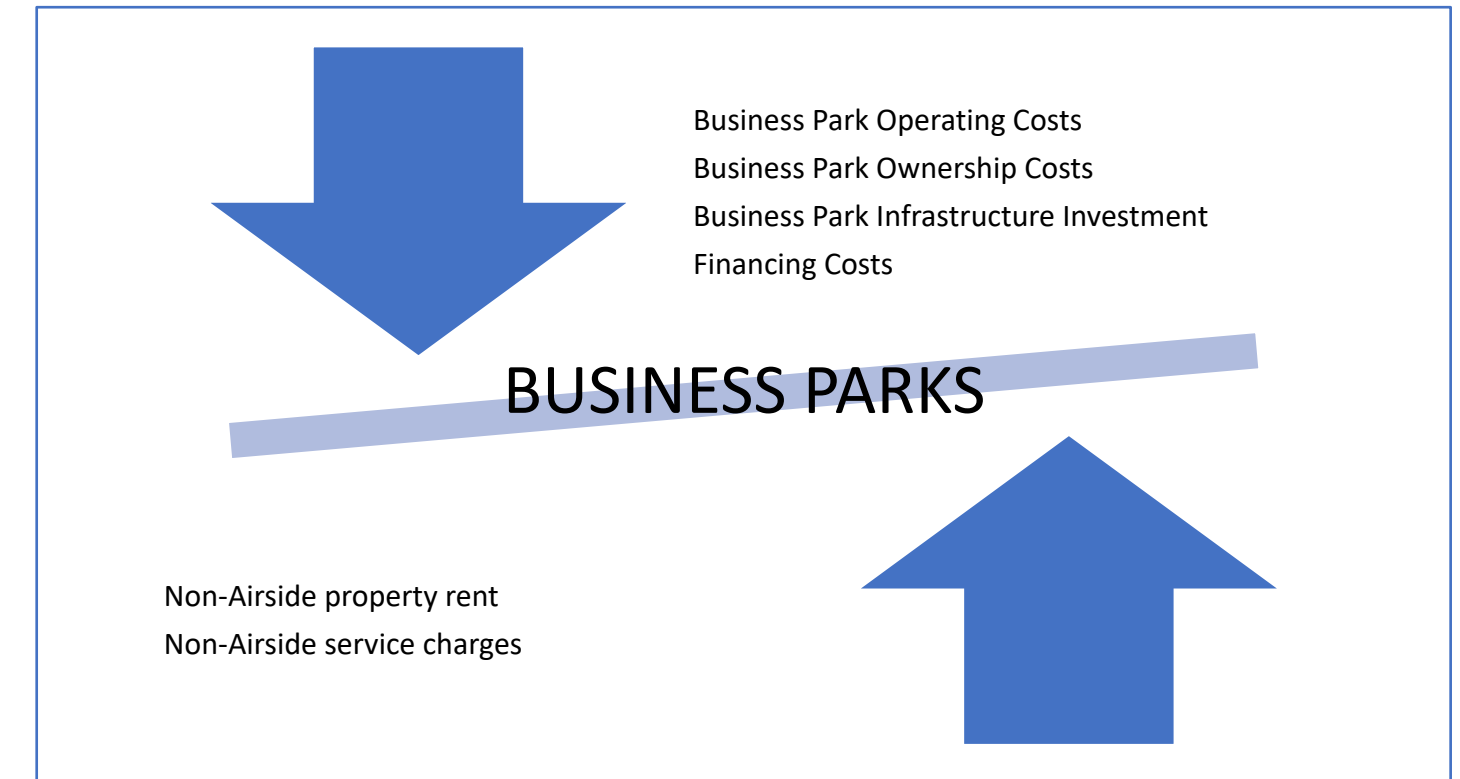 Business Park Operating Costs
Business Park Ownership Costs
Business Park Infrastructure Investment
Financing Costs
BUSINESS PARKS
Non-Airside property rent
Non-Airside service charges